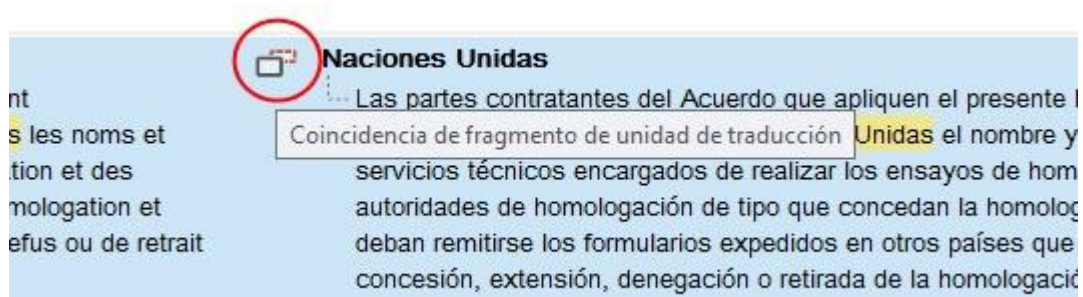 Naciones Unidas
nt
Las partes contratantes del Acuerdo que apliquen el presente
s les noms et
Coincidencia de fragmento de unidad de traducción
Unidas el nombre y
tion et des
servicios técnicos encargados de realizar los ensayos de hom
mologation et
autoridades de homologación de tipo que concedan la homolog
efus ou de retrait
deban remitirse los formularios expedidos en otros países que
concesión, extensión, denegación o retirada de la homologació